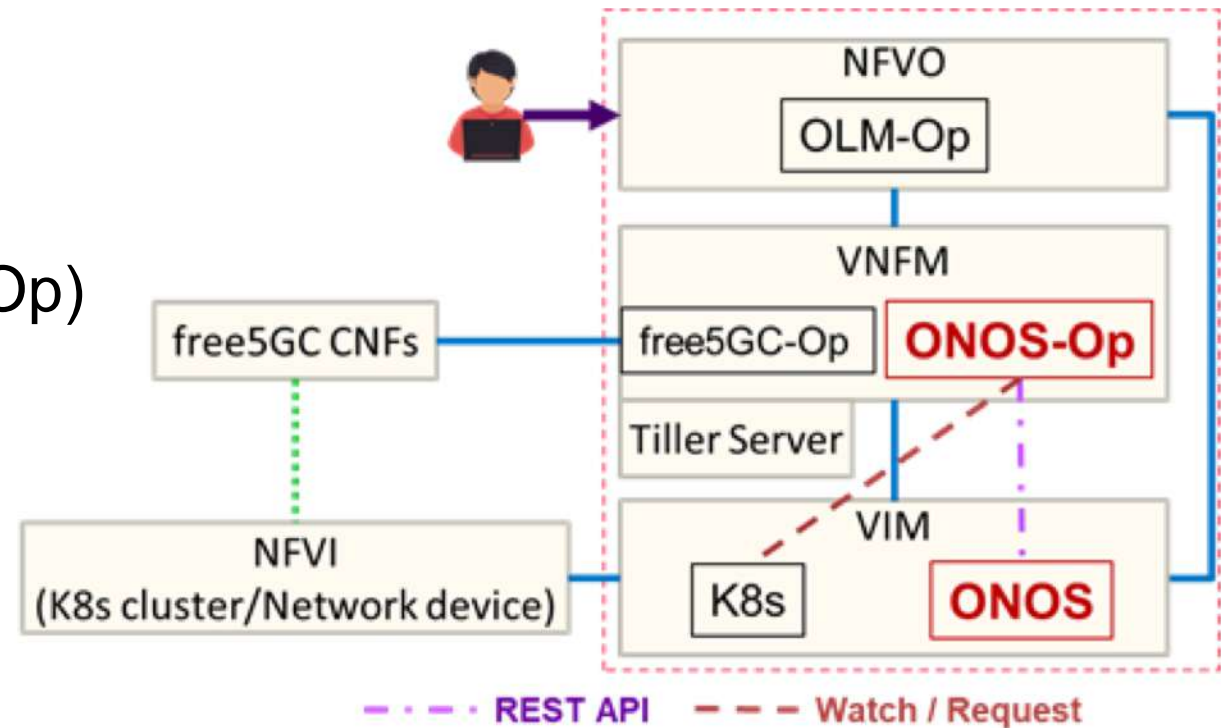 NFVO
OLM-Op
VNFM
Op)
free5GC CNFs
free5GC-Op
ONOS-Op
Tiller Server
VIM
NFVI
(K8s cluster/Network device)
K8s
ONOS
REST API
Watch / Request